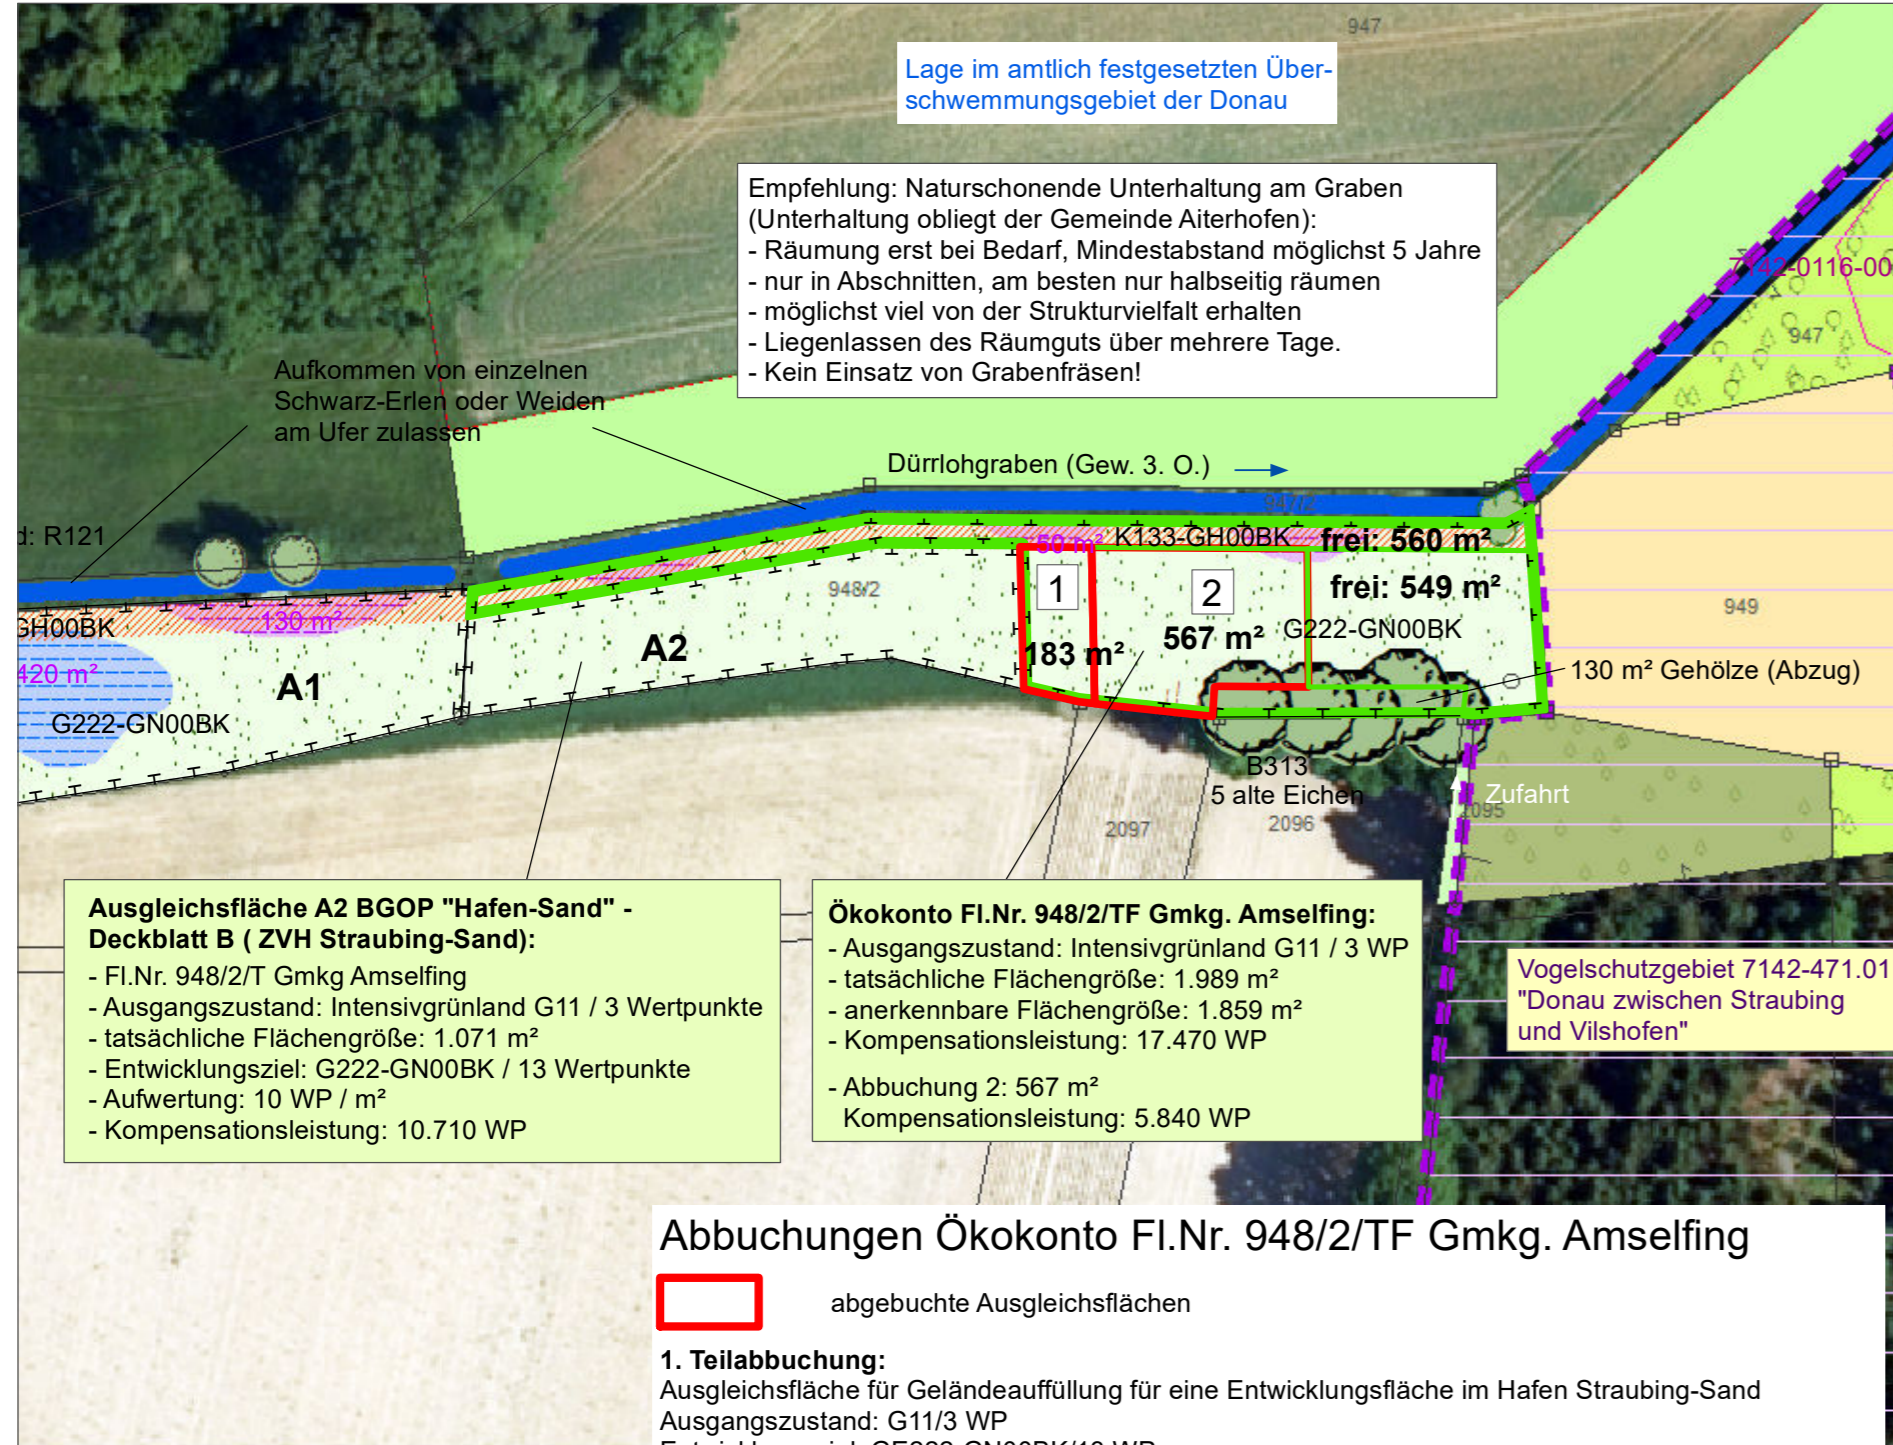 947
Lage im amtlich festgesetzten Über-
schwemmungsgebiet der Donau
Empfehlung: Naturschonende Unterhaltung am Graben
(Unterhaltung obliegt der Gemeinde Aiterhofen):
- Räumung erst bei Bedarf, Mindestabstand möglichst 5 Jahre
- nur in Abschnitten, am besten nur halbseitig räumen
- möglichst viel von der Strukturvielfalt erhalten
- Liegenlassen des Räumguts über mehrere Tage.
- Kein Einsatz von Grabenfräsen!
7142-0116-00
947
Aufkommen von einzelnen
Schwarz-Erlen oder Weiden
am Ufer zulassen
Dürrlohgraben (Gew. 3. O.)
947/2
d: R121
50 m²
K133-GH00BK
frei: 560 m²
1
2
frei: 549 m²
948/2
949
130 m²
GH00BK
G222-GN00BK
567 m²
A2
183 m²
420 m²
A1
130 m² Gehölze (Abzug)
G222-GN00BK
B313
5 alte Eichen
Zufahrt
2095
2097
2096
Ausgleichsfläche A2 BGOP "Hafen-Sand" -
Deckblatt B ( ZVH Straubing-Sand):
- Fl.Nr. 948/2/T Gmkg Amselfing
- Ausgangszustand: Intensivgrünland G11 / 3 Wertpunkte
- tatsächliche Flächengröße: 1.071 m²
- Entwicklungsziel: G222-GN00BK / 13 Wertpunkte
- Aufwertung: 10 WP / m²
- Kompensationsleistung: 10.710 WP
Ökokonto Fl.Nr. 948/2/TF Gmkg. Amselfing:
- Ausgangszustand: Intensivgrünland G11 / 3 WP
- tatsächliche Flächengröße: 1.989 m²
- anerkennbare Flächengröße: 1.859 m²
- Kompensationsleistung: 17.470 WP
- Abbuchung 2: 567 m²
Kompensationsleistung: 5.840 WP
Vogelschutzgebiet 7142-471.01
"Donau zwischen Straubing
und Vilshofen"
Abbuchungen Ökokonto Fl.Nr. 948/2/TF Gmkg. Amselfing
abgebuchte Ausgleichsflächen
1. Teilabbuchung:
Ausgleichsfläche für Geländeauffüllung für eine Entwicklungsfläche im Hafen Straubing-Sand
Ausgangszustand: G11/3 WP